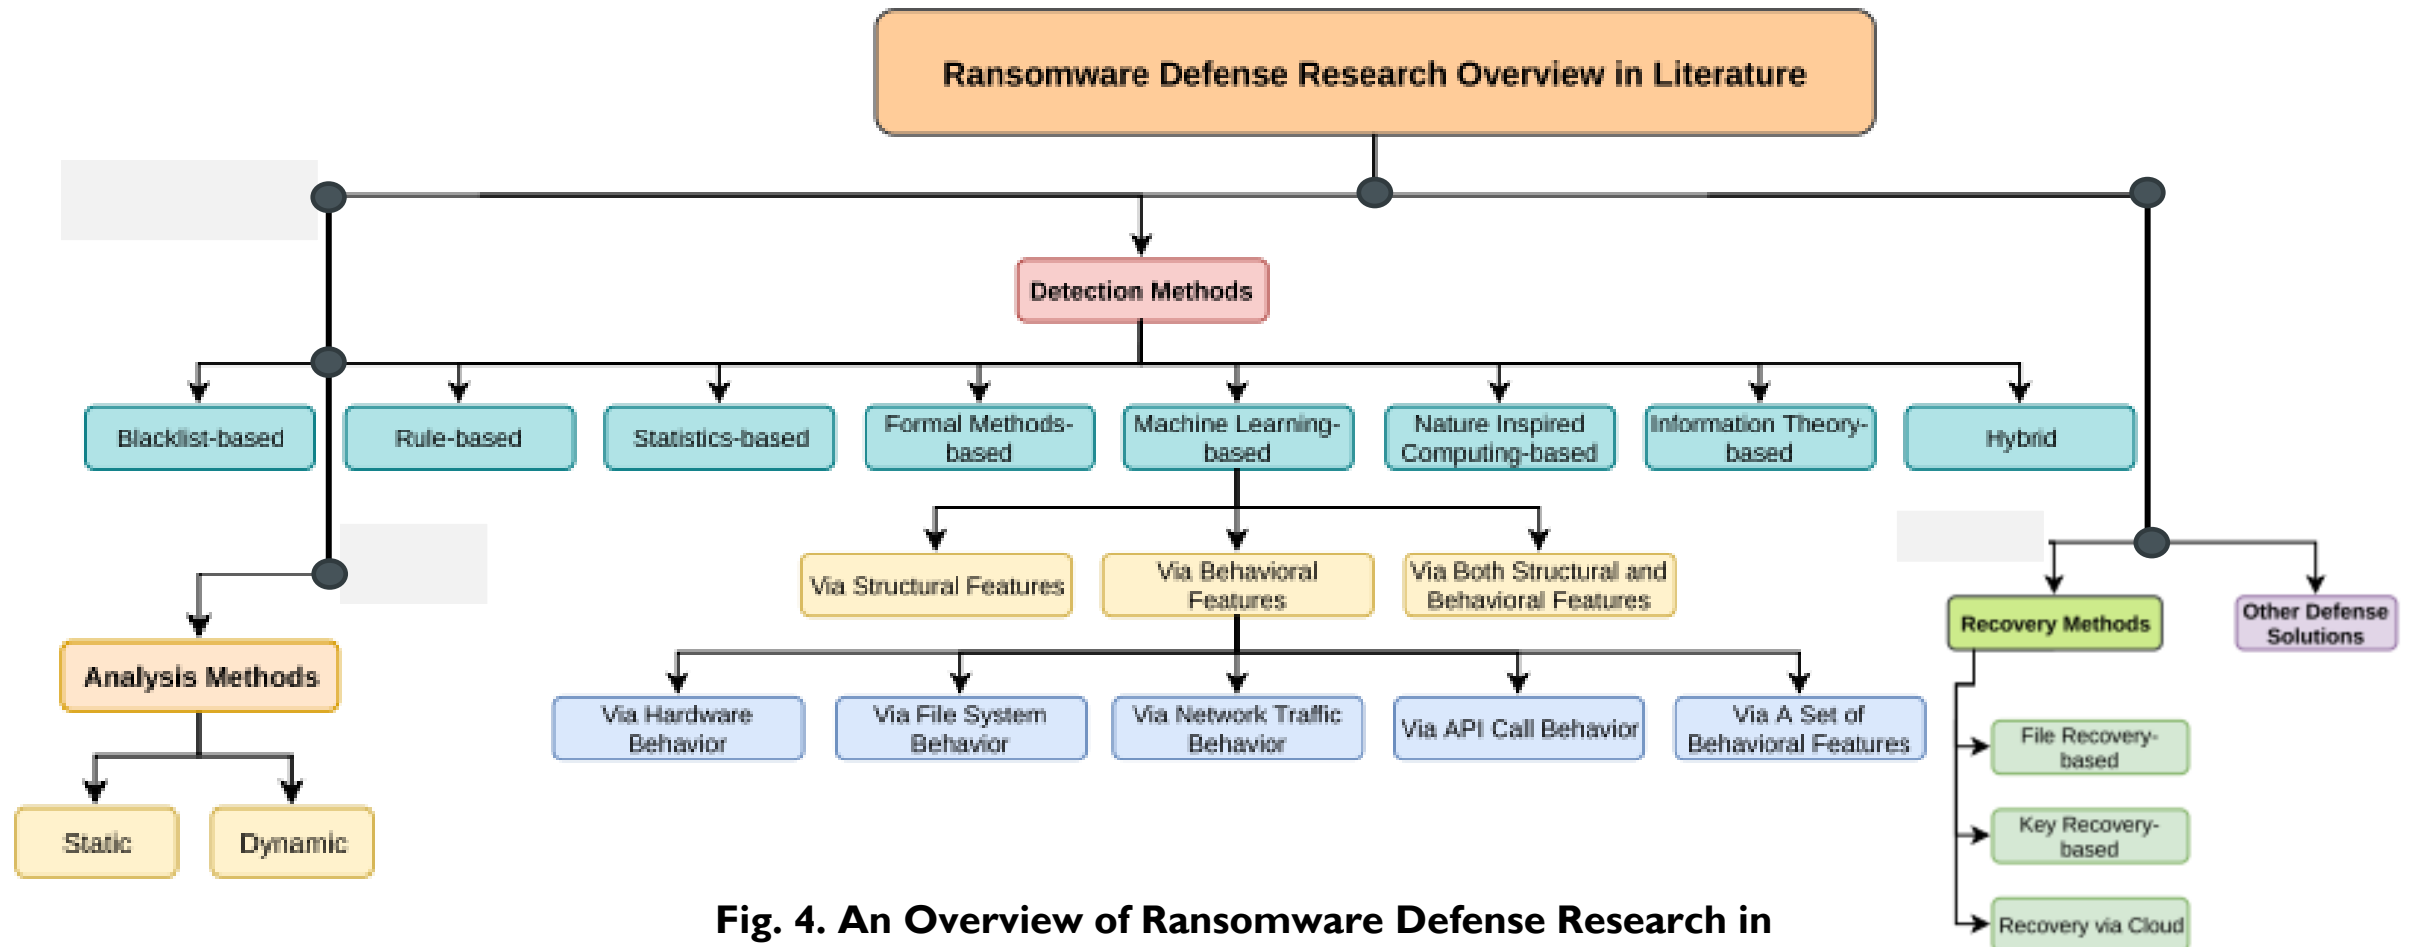 Ransomware Defense Research Overview in Literature
Detection Methods
Blacklist-based
Rule-based
Statistics-based
Formal Methods-
based
Machine Learning-
based
Nature Inspired
Computing-based
Information Theory-
based
Hybrid
Via Structural Features
Via Behavioral
Features
Via Both Structural and
Behavioral Features
Recovery Methods
Other Defense
Solutions
Analysis Methods
Via Hardware
Behavior
Via File System
Behavior
Via Network Traffic
Behavior
Via API Call Behavior
Via A Set of
Behavioral Features
File Recovery-
based
Key Recovery-
based
Recovery via Cloud
Static
Dynamic
Fig. 4. An Overview of Ransomware Defense Research in